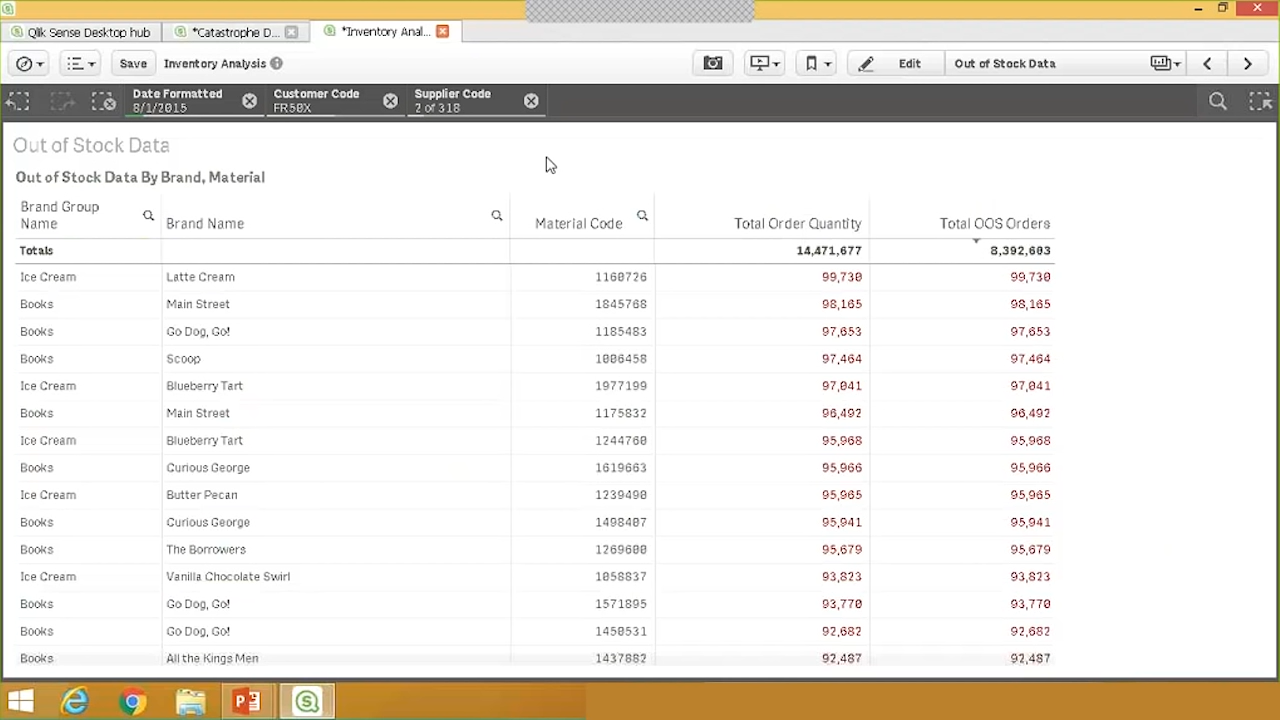 Qlik Sense Desktop hub
*Catastrophe D...
*Inventory Anal...
Save
Inventory Analysis
Edit
Out of Stock Data
Date Formatted
8/1/2015
Customer Code
FR50X
Supplier Code
2 of 318
Out of Stock Data
Out of Stock Data By Brand, Material
Brand Group Name Brand Name Material Code Total Order Quantity Total OOS Orders
Totals 14,471,677 8,392,603
Ice Cream Latte Cream 1160726 99,730 99,730
Books Main Street 1845768 98,165 98,165
Books Go Dog, Go! 1185483 97,653 97,653
Books Scoop 1006458 97,464 97,464
Ice Cream Blueberry Tart 1977199 97,041 97,041
Books Main Street 1175832 96,492 96,492
Ice Cream Blueberry Tart 1244760 95,968 95,968
Books Curious George 1619663 95,966 95,966
Ice Cream Butter Pecan 1239490 95,965 95,965
Books Curious George 1498407 95,941 95,941
Books The Borrowers 1269600 95,679 95,679
Ice Cream Vanilla Chocolate Swirl 1058837 93,823 93,823
Books Go Dog, Go! 1571895 93,770 93,770
Books Go Dog, Go! 1450531 92,682 92,682
Books All the Kings Men 1437882 92,487 92,487